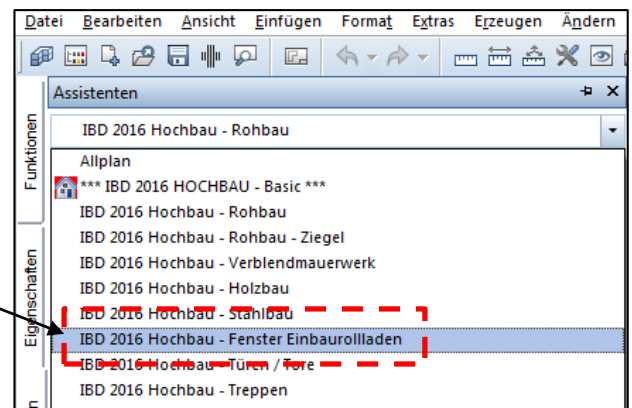 Datei Bearbeiten Ansicht Einfügen Format Extras Erzeugen Ändern
Assistenten
IBD 2016 Hochbau - Rohbau
Allplan
*** IBD 2016 HOCHBAU - Basic ***
IBD 2016 Hochbau - Rohbau
IBD 2016 Hochbau - Rohbau - Ziegel
IBD 2016 Hochbau - Verblendmauerwerk
IBD 2016 Hochbau - Holzbau
IBD 2016 Hochbau - Stahlbau
IBD 2016 Hochbau - Fenster Einbaurollladen
IBD 2016 Hochbau - Türen / Tore
IBD 2016 Hochbau - Treppen
Funktionen
Eigenschaften